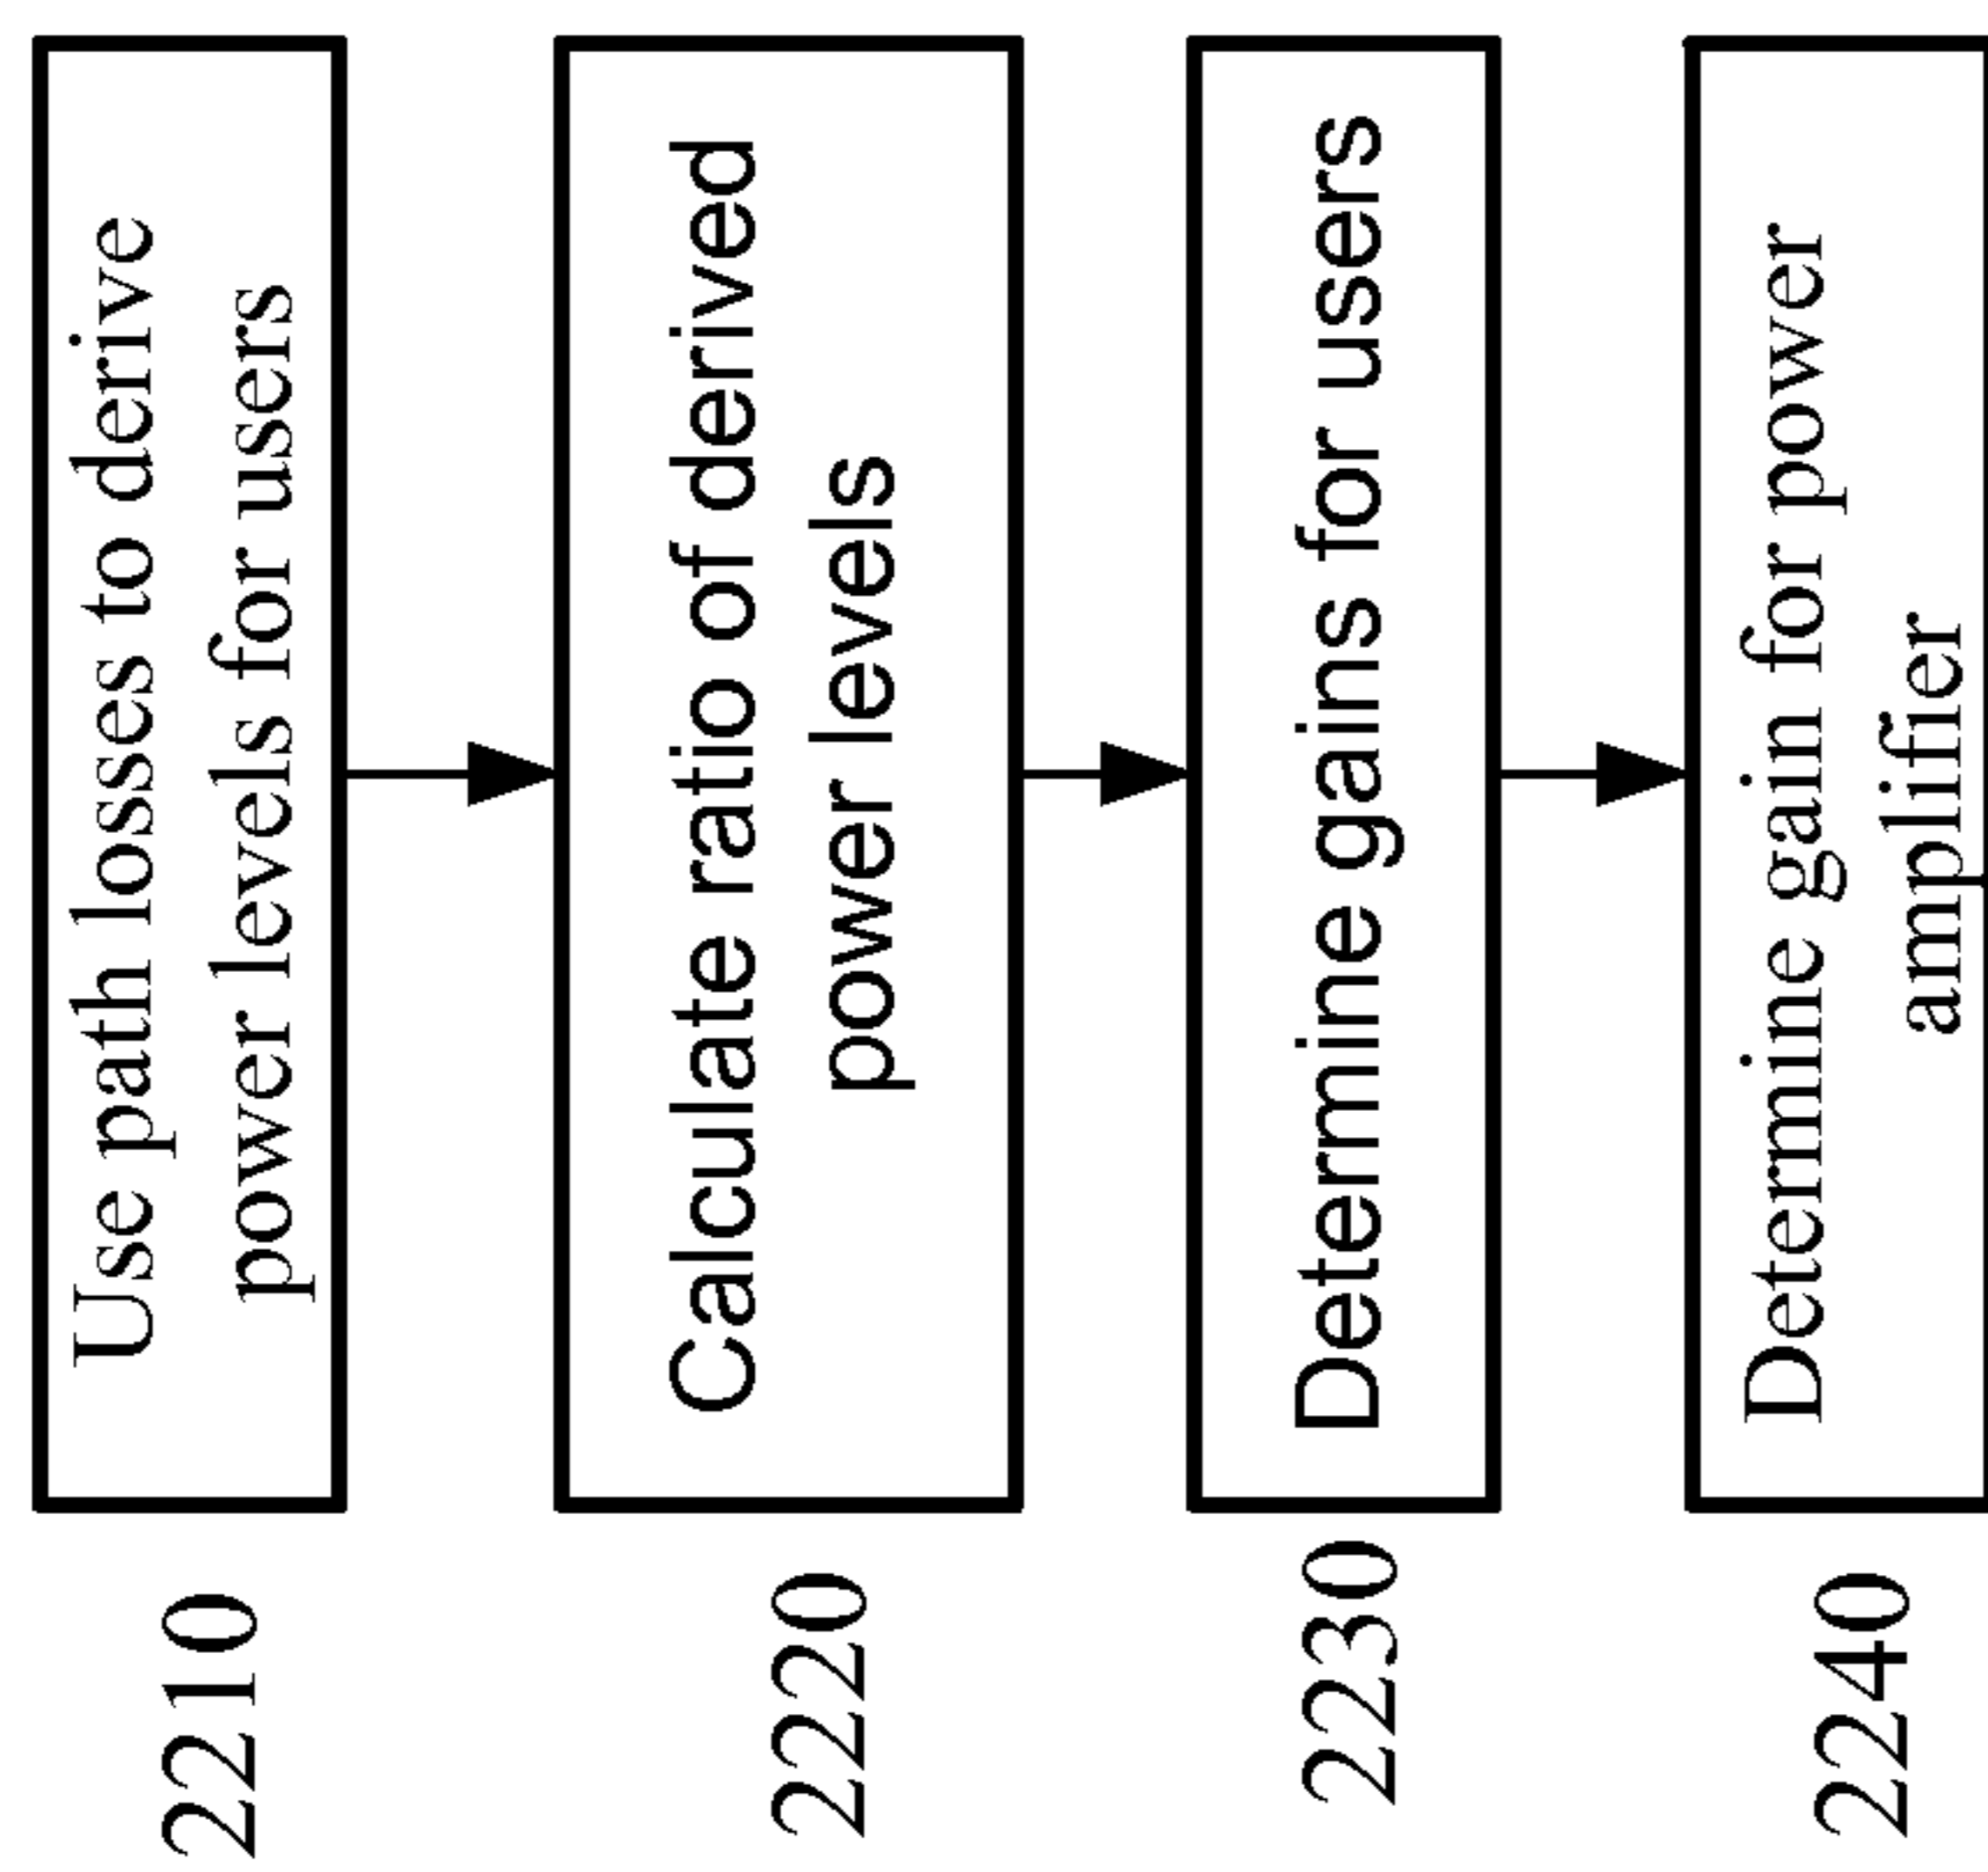 2210
Use path losses to derive
power levels for users
2220
Calculate ratio of derived
power levels
2230
Determine gains for users
2240
Determine gain for power
amplifier